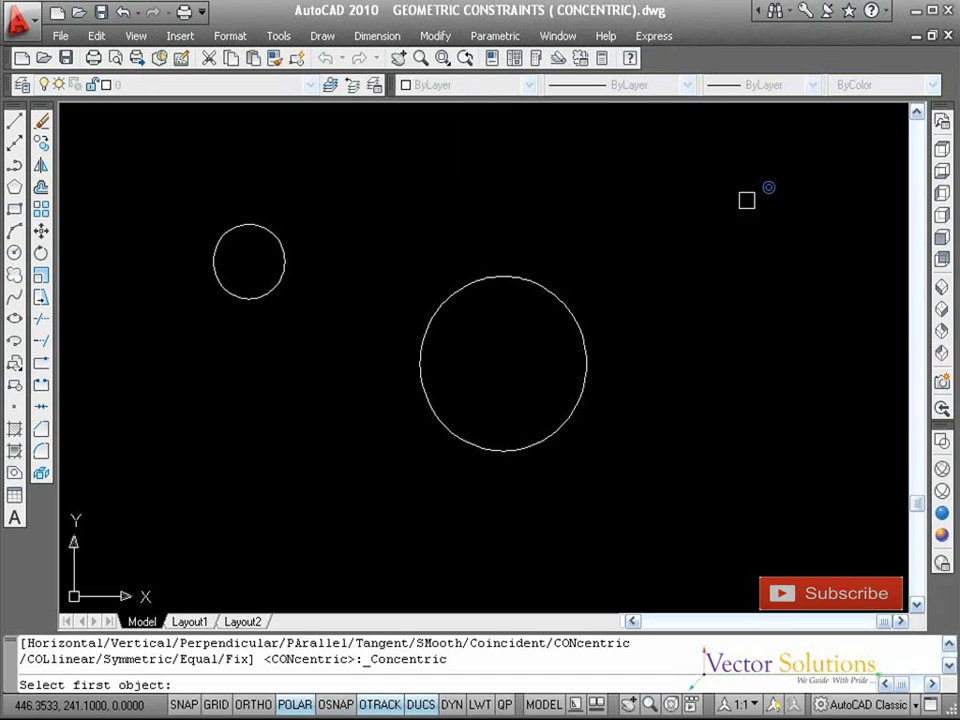 AutoCAD 2010 GEOMETRIC CONSTRAINTS ( CONCENTRIC).dwg
File Edit View Insert Format Tools Draw Dimension Modify Parametric Window Help Express
0 ByLayer ByLayer ByLayer ByColor
Y
X
Subscribe
Model Layout1 Layout2
[Horizontal/Vertical/Perpendicular/PArallel/Tangent/SMooth/Coincident/CONcentric
/COLlinear/Symmetric/Equal/Fix] <CONcentric>:_Concentric
Vector Solutions
We Guide With Pride ..
Select first object:
446.3533, 241.1000, 0.0000 SNAP GRID ORTHO POLAR OSNAP OTRACK DUCS DYN LWT QP MODEL 1:1 AutoCAD Classic